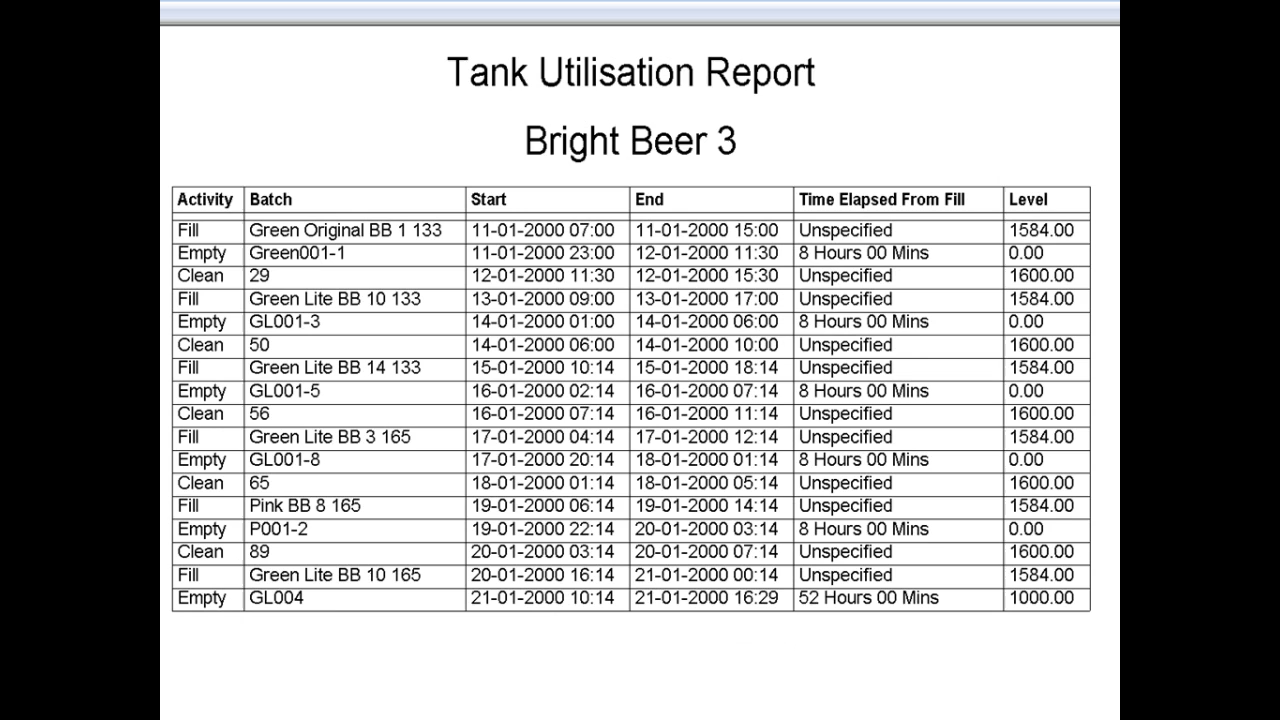 Tank Utilisation Report
Bright Beer 3
Activity Batch Start End Time Elapsed From Fill Level
Fill Green Original BB 1 133 11-01-2000 07:00 11-01-2000 15:00 Unspecified 1584.00
Empty Green001-1 11-01-2000 23:00 12-01-2000 11:30 8 Hours 00 Mins 0.00
Clean 29 12-01-2000 11:30 12-01-2000 15:30 Unspecified 1600.00
Fill Green Lite BB 10 133 13-01-2000 09:00 13-01-2000 17:00 Unspecified 1584.00
Empty GL001-3 14-01-2000 01:00 14-01-2000 06:00 8 Hours 00 Mins 0.00
Clean 50 14-01-2000 06:00 14-01-2000 10:00 Unspecified 1600.00
Fill Green Lite BB 14 133 15-01-2000 10:14 15-01-2000 18:14 Unspecified 1584.00
Empty GL001-5 16-01-2000 02:14 16-01-2000 07:14 8 Hours 00 Mins 0.00
Clean 56 16-01-2000 07:14 16-01-2000 11:14 Unspecified 1600.00
Fill Green Lite BB 3 165 17-01-2000 04:14 17-01-2000 12:14 Unspecified 1584.00
Empty GL001-8 17-01-2000 20:14 18-01-2000 01:14 8 Hours 00 Mins 0.00
Clean 65 18-01-2000 01:14 18-01-2000 05:14 Unspecified 1600.00
Fill Pink BB 8 165 19-01-2000 06:14 19-01-2000 14:14 Unspecified 1584.00
Empty P001-2 19-01-2000 22:14 20-01-2000 03:14 8 Hours 00 Mins 0.00
Clean 89 20-01-2000 03:14 20-01-2000 07:14 Unspecified 1600.00
Fill Green Lite BB 10 165 20-01-2000 16:14 21-01-2000 00:14 Unspecified 1584.00
Empty GL004 21-01-2000 10:14 21-01-2000 16:29 52 Hours 00 Mins 1000.00